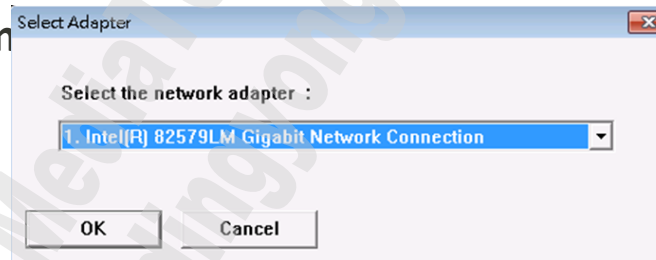 Select Adapter
Select the network adapter :
1. Intel(R) 82579LM Gigabit Network Connection
OK
Cancel